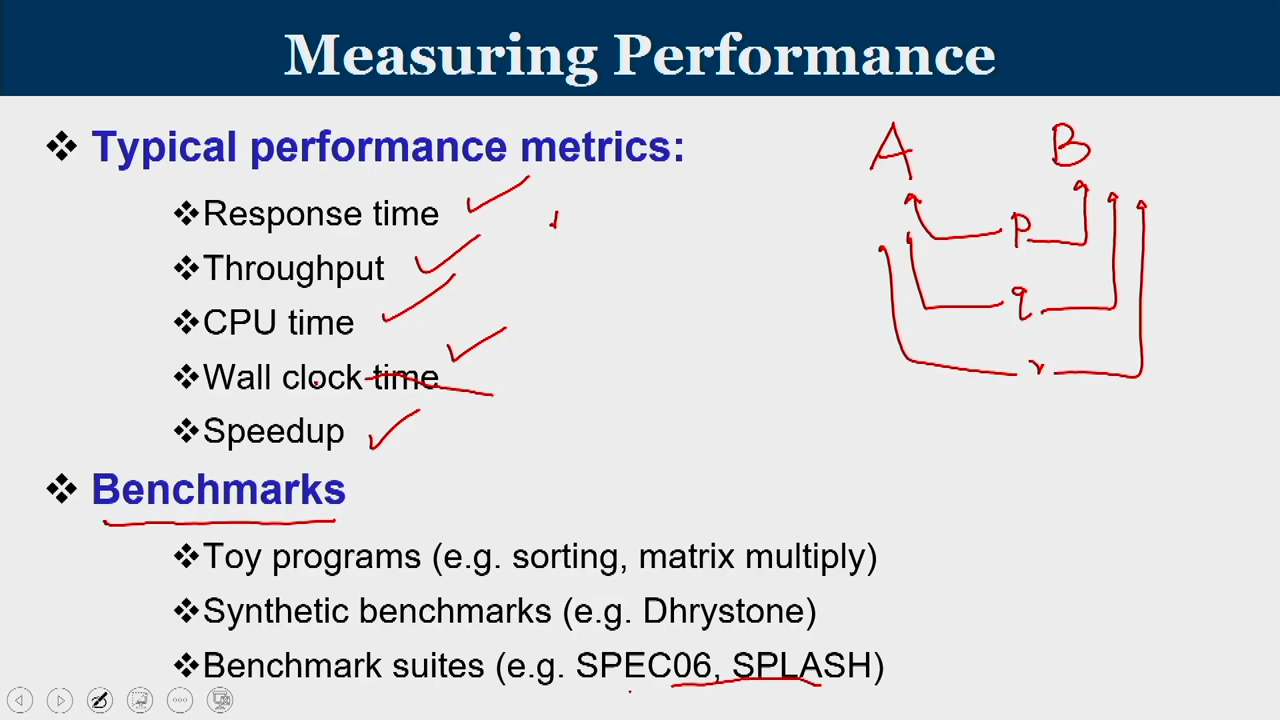 Measuring Performance
❖ Typical performance metrics:
❖Response time
❖Throughput
❖CPU time
❖Wall clock time
❖Speedup
A B
p
q
r
❖ Benchmarks
❖Toy programs (e.g. sorting, matrix multiply)
❖Synthetic benchmarks (e.g. Dhrystone)
❖Benchmark suites (e.g. SPEC06, SPLASH)